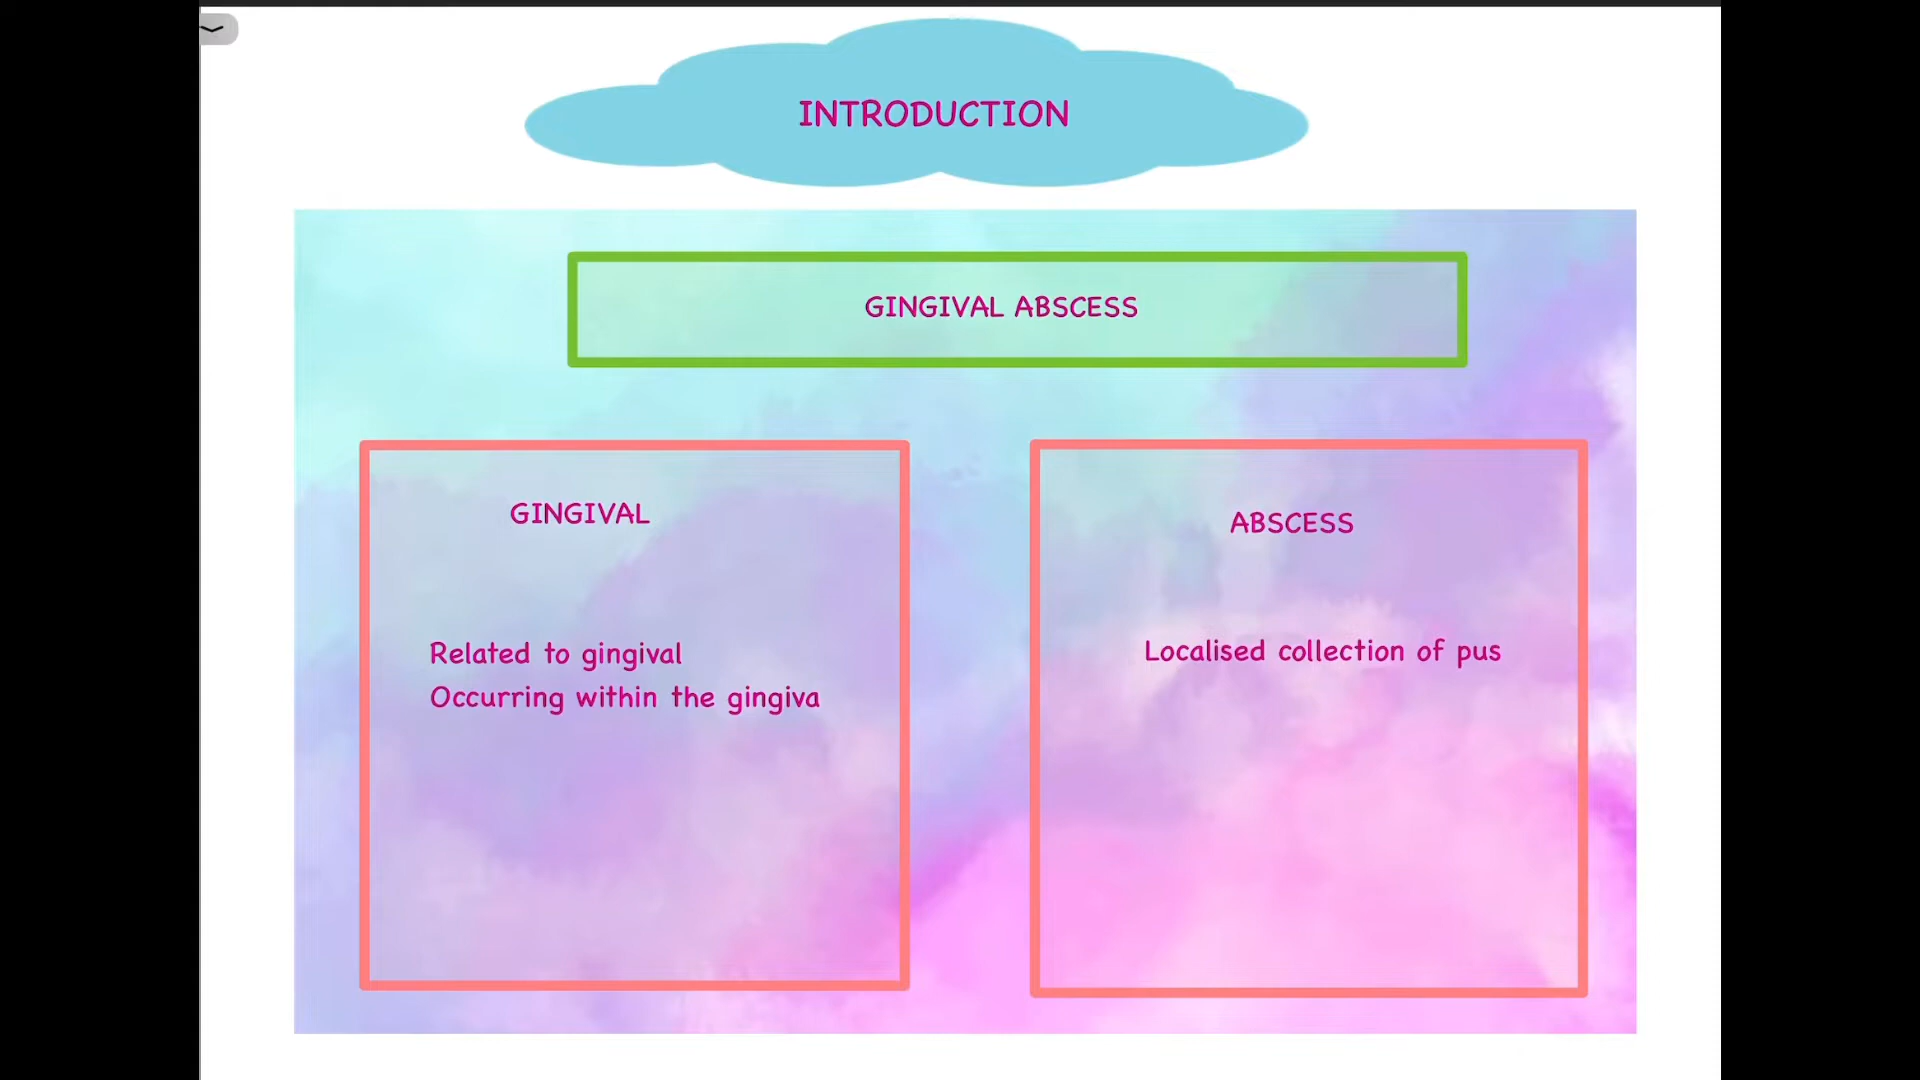 INTRODUCTION
GINGIVAL ABSCESS
GINGIVAL
Related to gingival
Occurring within the gingiva
ABSCESS
Localised collection of pus